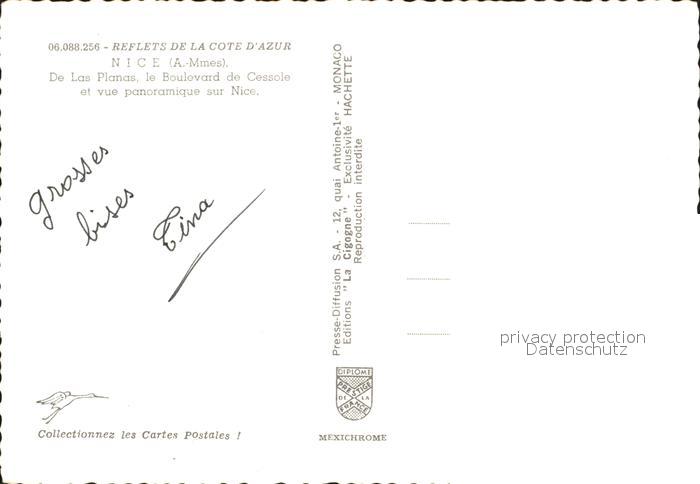 06.088.256 - REFLETS DE LA COTE D'AZUR
NICE (A.-Mmes).
De Las Planas, le Boulovard de Cessole
et vue panoramique sur Nice.
grosses
bises
Tina
Presse-Diffusion S.A. - 12, quai Antoine-1er - MONACO
Editions "La Cigogne" - Exclusivité HACHETTE
Reproduction interdite
privacy protection
Datenschutz
DIPLOME
PRESTIGE
DE LA
FRANCE
Collectionnez les Cartes Postales !
MEXICHROME